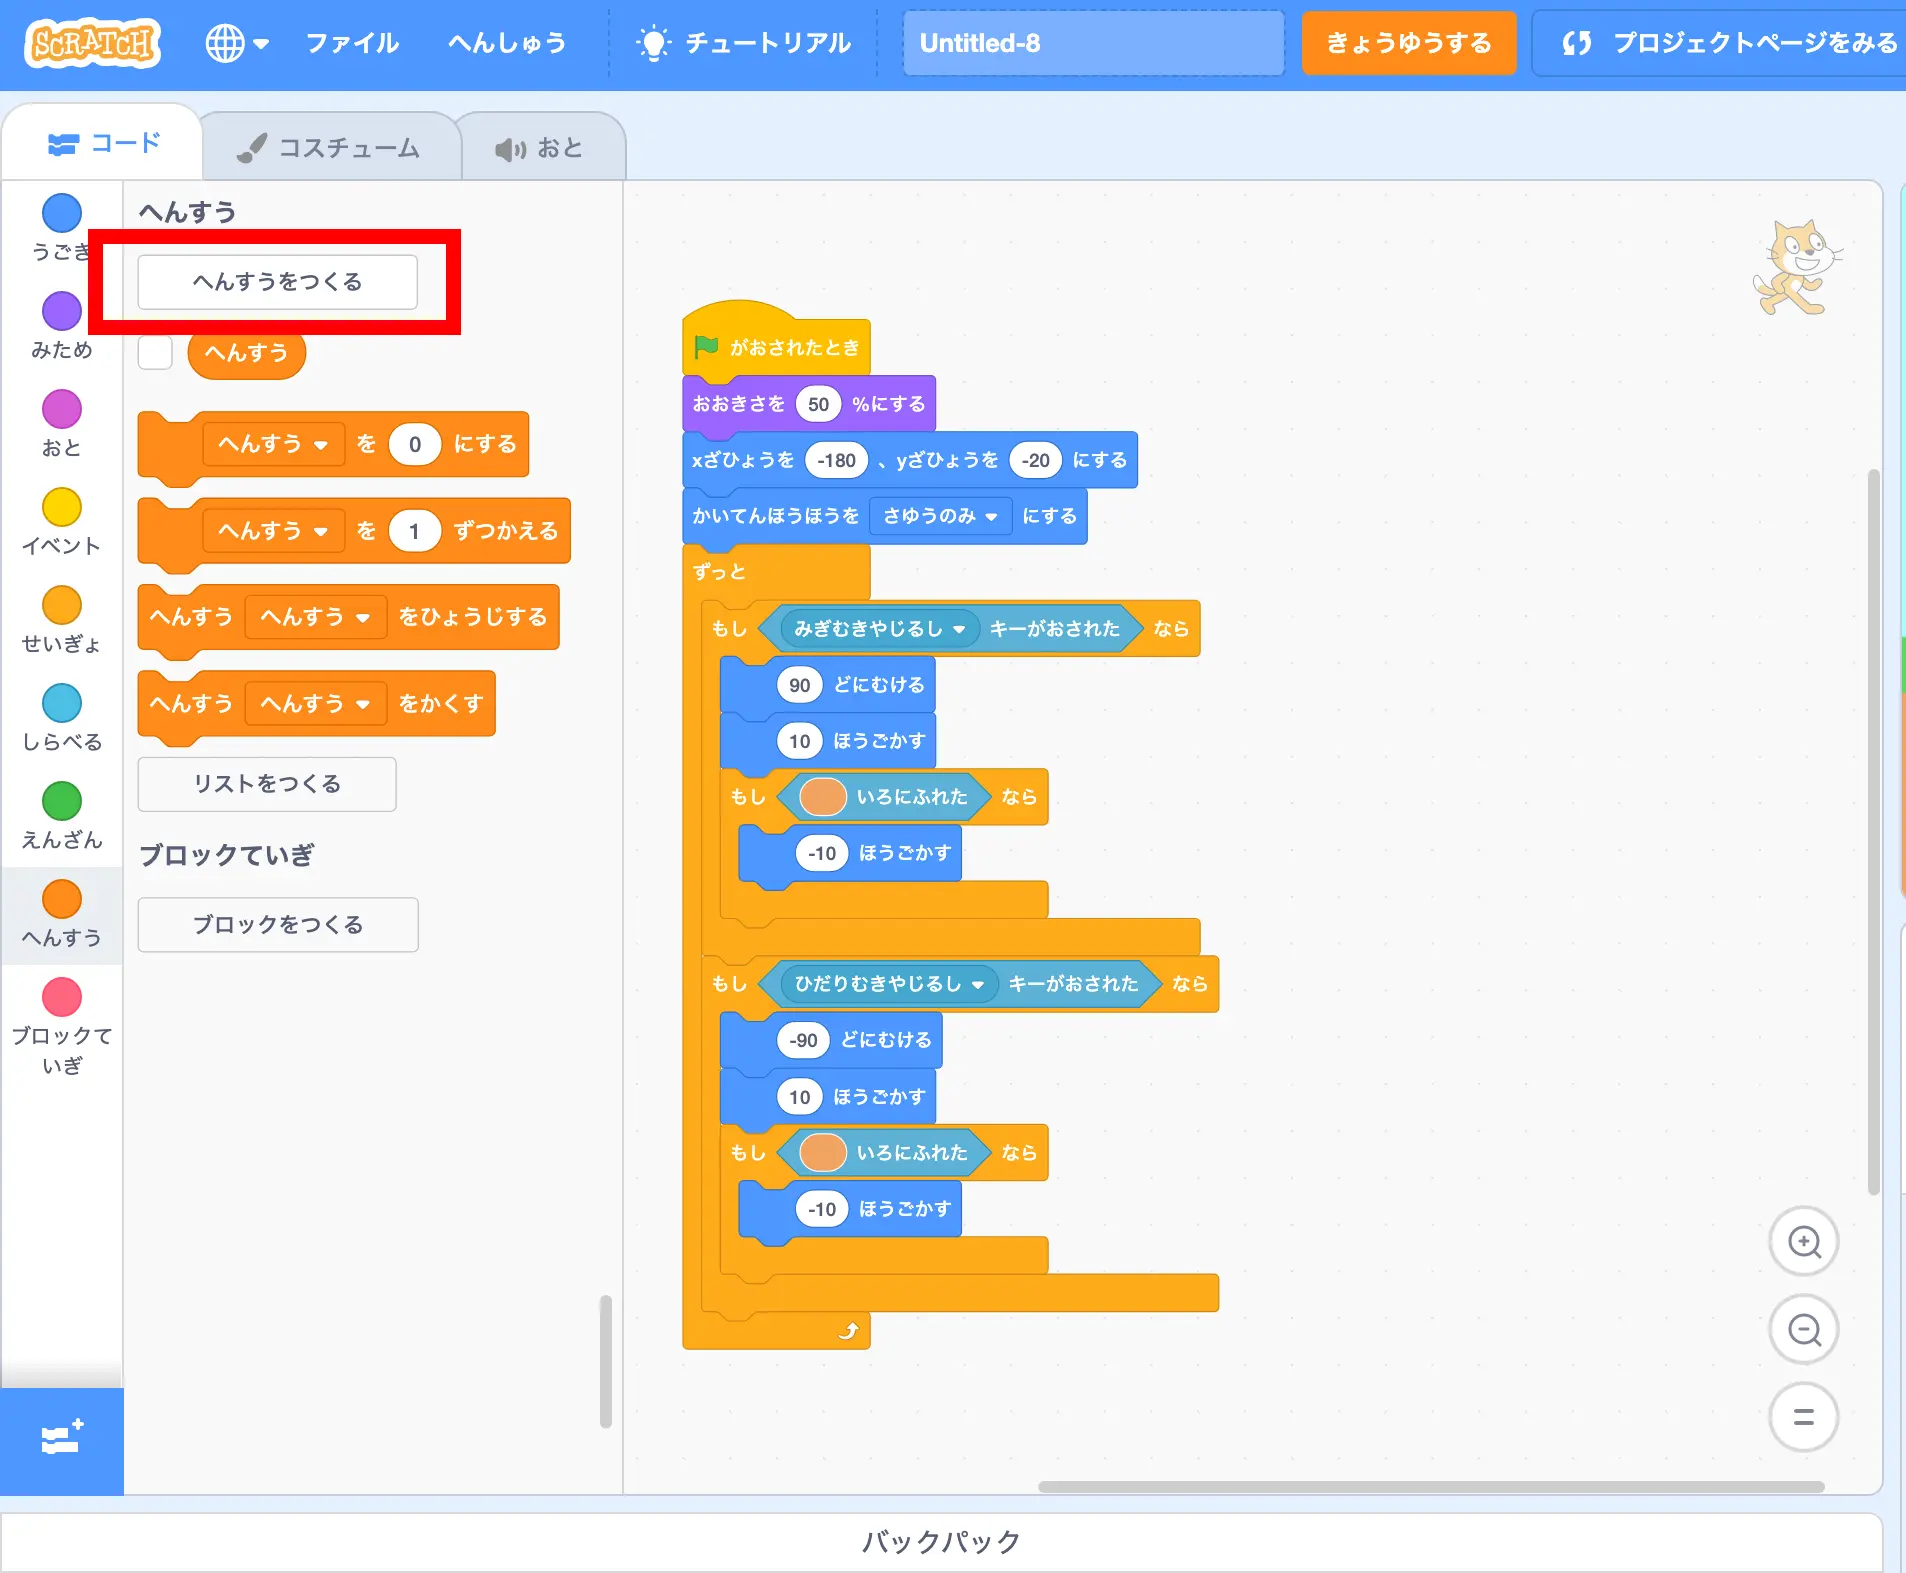 SCRATCH
ファイル
へんしゅう
チュートリアル
Untitled-8
きょうゆうする
プロジェクトページをみる
コード
コスチューム
おと
うごき
みため
おと
イベント
せいぎょ
しらべる
えんざん
へんすう
ブロックて
いぎ
へんすう
へんすうをつくる
へんすう
へんすう を 0 にする
へんすう を 1 ずつかえる
へんすう へんすう をひょうじする
へんすう へんすう をかくす
リストをつくる
ブロックていぎ
ブロックをつくる
がおされたとき
おおきさを 50 %にする
xざひょうを -180 、yざひょうを -20 にする
かいてんほうほうを さゆうのみ にする
ずっと
もし みぎむきやじるし キーがおされた なら
90 どにむける
10 ほうごかす
もし いろにふれた なら
-10 ほうごかす
もし ひだりむきやじるし キーがおされた なら
-90 どにむける
10 ほうごかす
もし いろにふれた なら
-10 ほうごかす
バックパック